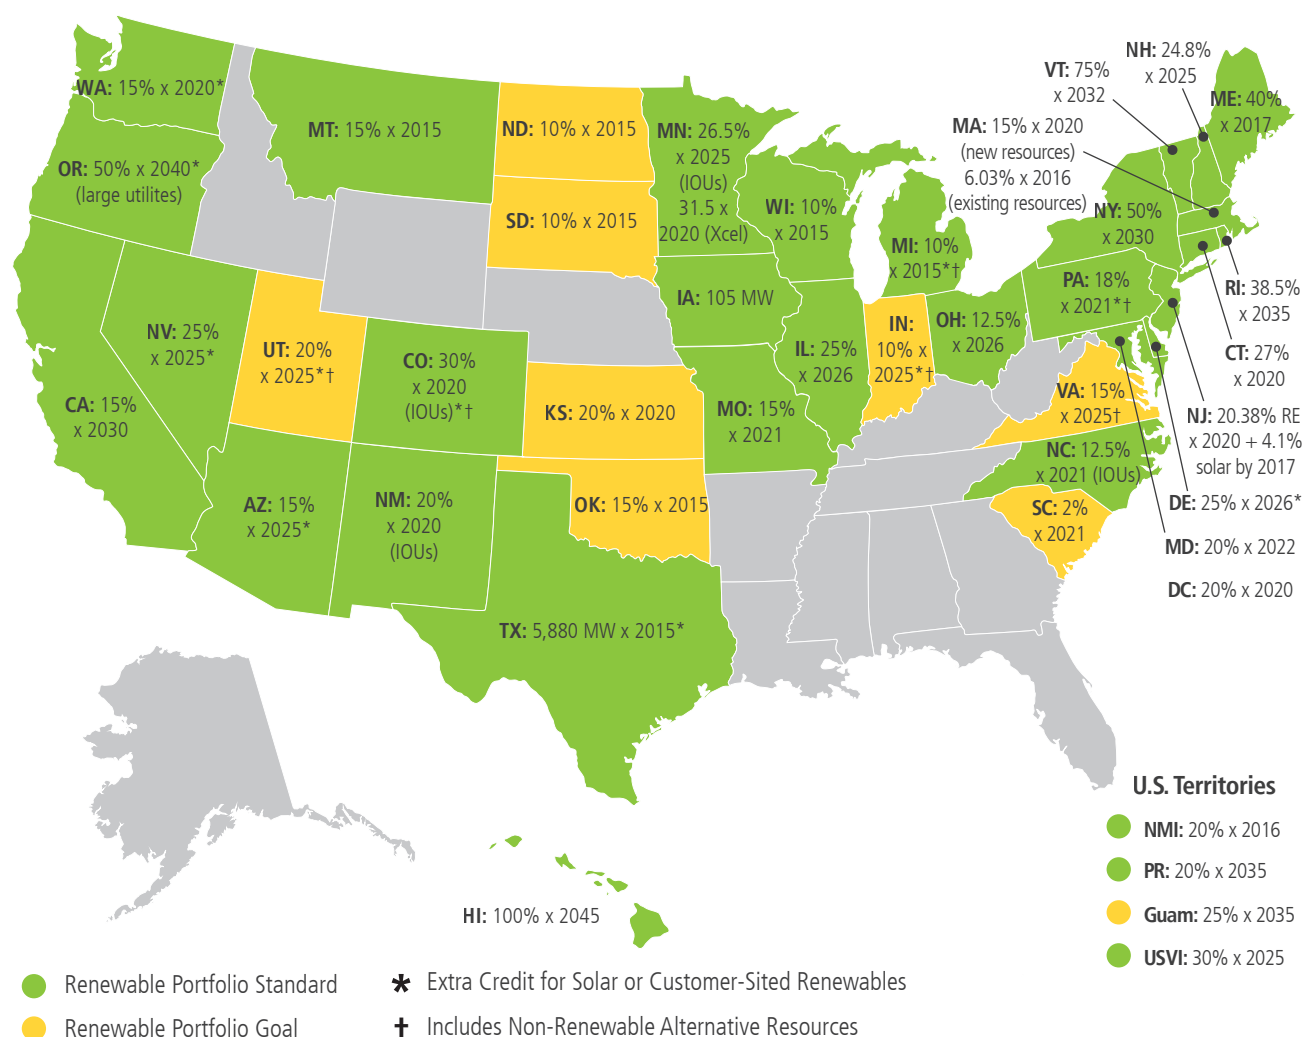 WA: 15% x 2020*
OR: 50% x 2040*
(large utilites)
CA: 15%
x 2030
NV: 25%
x 2025*
MT: 15% x 2015
UT: 20%
x 2025*†
AZ: 15%
x 2025*
CO: 30%
x 2020
(IOUs)*†
NM: 20%
x 2020
(IOUs)
ND: 10% x 2015
SD: 10% x 2015
KS: 20% x 2020
OK: 15% x 2015
TX: 5,880 MW x 2015*
MN: 26.5%
x 2025
(IOUs)
31.5 x
2020 (Xcel)
IA: 105 MW
MO: 15%
x 2021
WI: 10%
x 2015
IL: 25%
x 2026
MI: 10%
x 2015*†
IN:
10% x
2025*†
OH: 12.5%
x 2026
PA: 18%
x 2021*†
NY: 50%
x 2030
VA: 15%
x 2025†
NC: 12.5%
x 2021 (IOUs)
SC: 2%
x 2021
NH: 24.8%
x 2025
VT: 75%
x 2032
ME: 40%
x 2017
MA: 15% x 2020
(new resources)
6.03% x 2016
(existing resources)
RI: 38.5%
x 2035
CT: 27%
x 2020
NJ: 20.38% RE
x 2020 + 4.1%
solar by 2017
DE: 25% x 2026*
MD: 20% x 2022
DC: 20% x 2020
HI: 100% x 2045
U.S. Territories
NMI: 20% x 2016
PR: 20% x 2035
Guam: 25% x 2035
USVI: 30% x 2025
Renewable Portfolio Standard
Renewable Portfolio Goal
* Extra Credit for Solar or Customer-Sited Renewables
† Includes Non-Renewable Alternative Resources